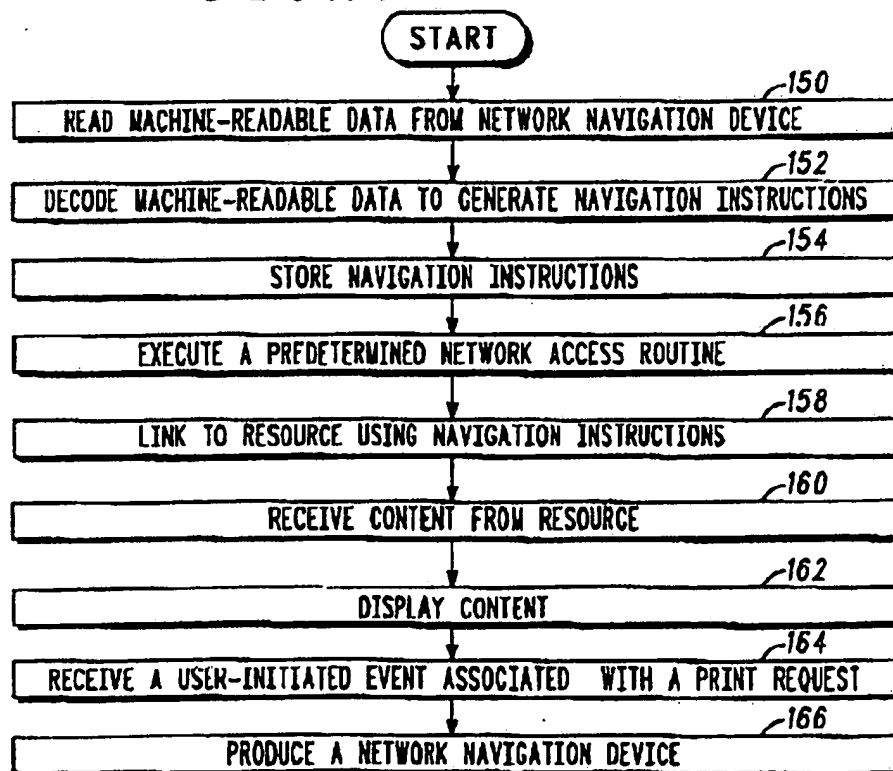 START
150
READ MACHINE-READABLE DATA FROM NETWORK NAVIGATION DEVICE
152
DECODE MACHINE-READABLE DATA TO GENERATE NAVIGATION INSTRUCTIONS
154
STORE NAVIGATION INSTRUCTIONS
156
EXECUTE A PREDETERMINED NETWORK ACCESS ROUTINE
158
LINK TO RESOURCE USING NAVIGATION INSTRUCTIONS
160
RECEIVE CONTENT FROM RESOURCE
162
DISPLAY CONTENT
164
RECEIVE A USER-INITIATED EVENT ASSOCIATED WITH A PRINT REQUEST
166
PRODUCE A NETWORK NAVIGATION DEVICE